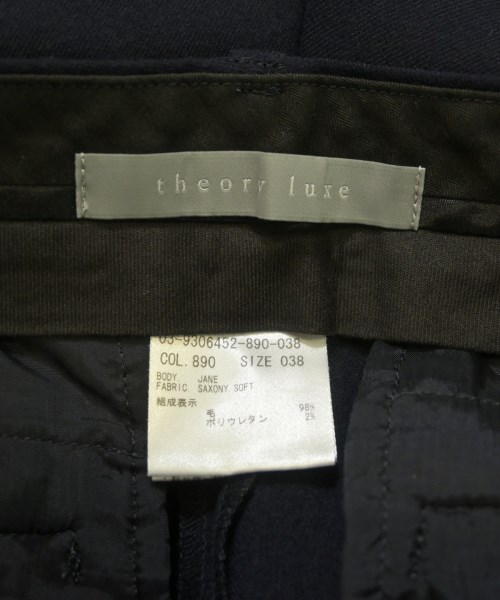 theory luxe
03-9306452-890-038
COL. 890 SIZE 038
BODY. JANE
FABRIC. SAXONY SOFT
組成表示
毛 98%
ポリウレタン 2%